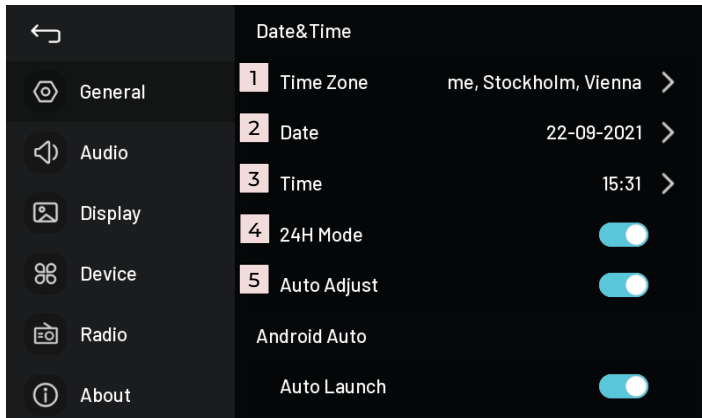 Date&Time
General
1 Time Zone me, Stockholm, Vienna
2 Date 22-09-2021
Audio
3 Time 15:31
Display
4 24H Mode
Device
5 Auto Adjust
Radio
Android Auto
About
Auto Launch